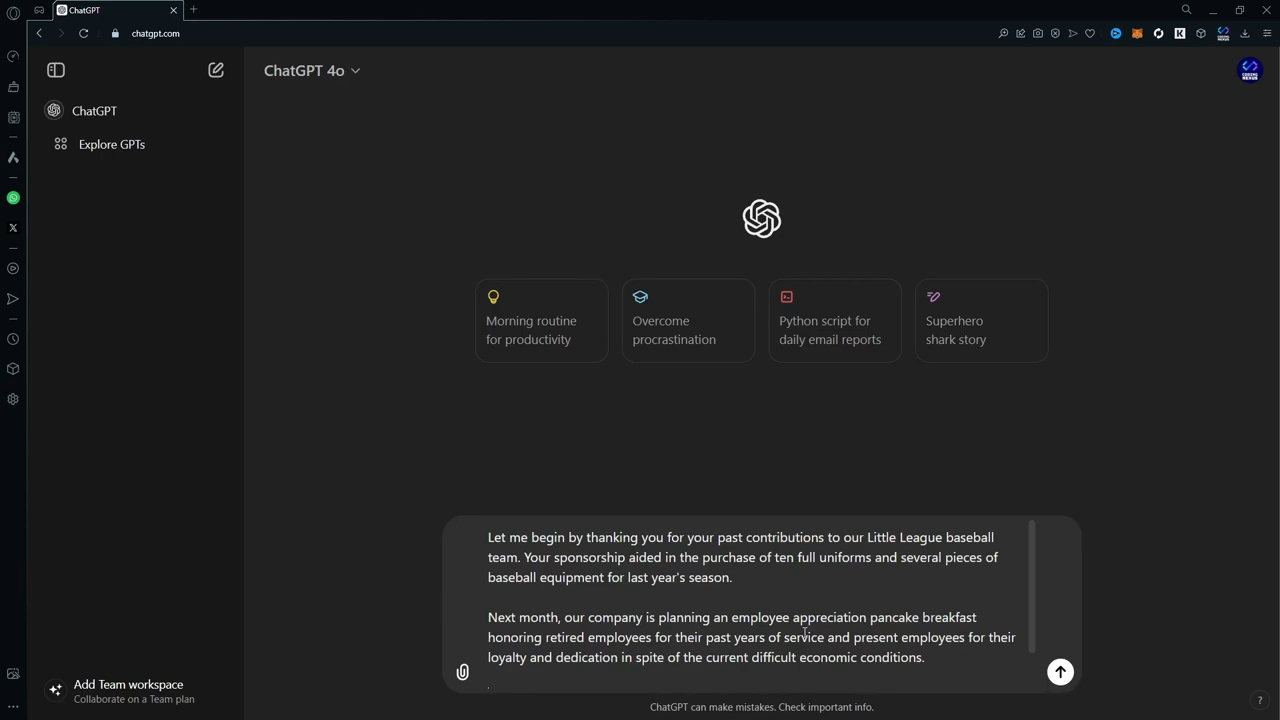 ChatGPT
chatgpt.com
ChatGPT 4o
CODING
NEXUS
ChatGPT
Explore GPTs
Morning routine
for productivity
Overcome
procrastination
Python script for
daily email reports
Superhero
shark story
Let me begin by thanking you for your past contributions to our Little League baseball
team. Your sponsorship aided in the purchase of ten full uniforms and several pieces of
baseball equipment for last year's season.
Next month, our company is planning an employee appreciation pancake breakfast
honoring retired employees for their past years of service and present employees for their
loyalty and dedication in spite of the current difficult economic conditions.
Add Team workspace
Collaborate on a Team plan
ChatGPT can make mistakes. Check important info.
?